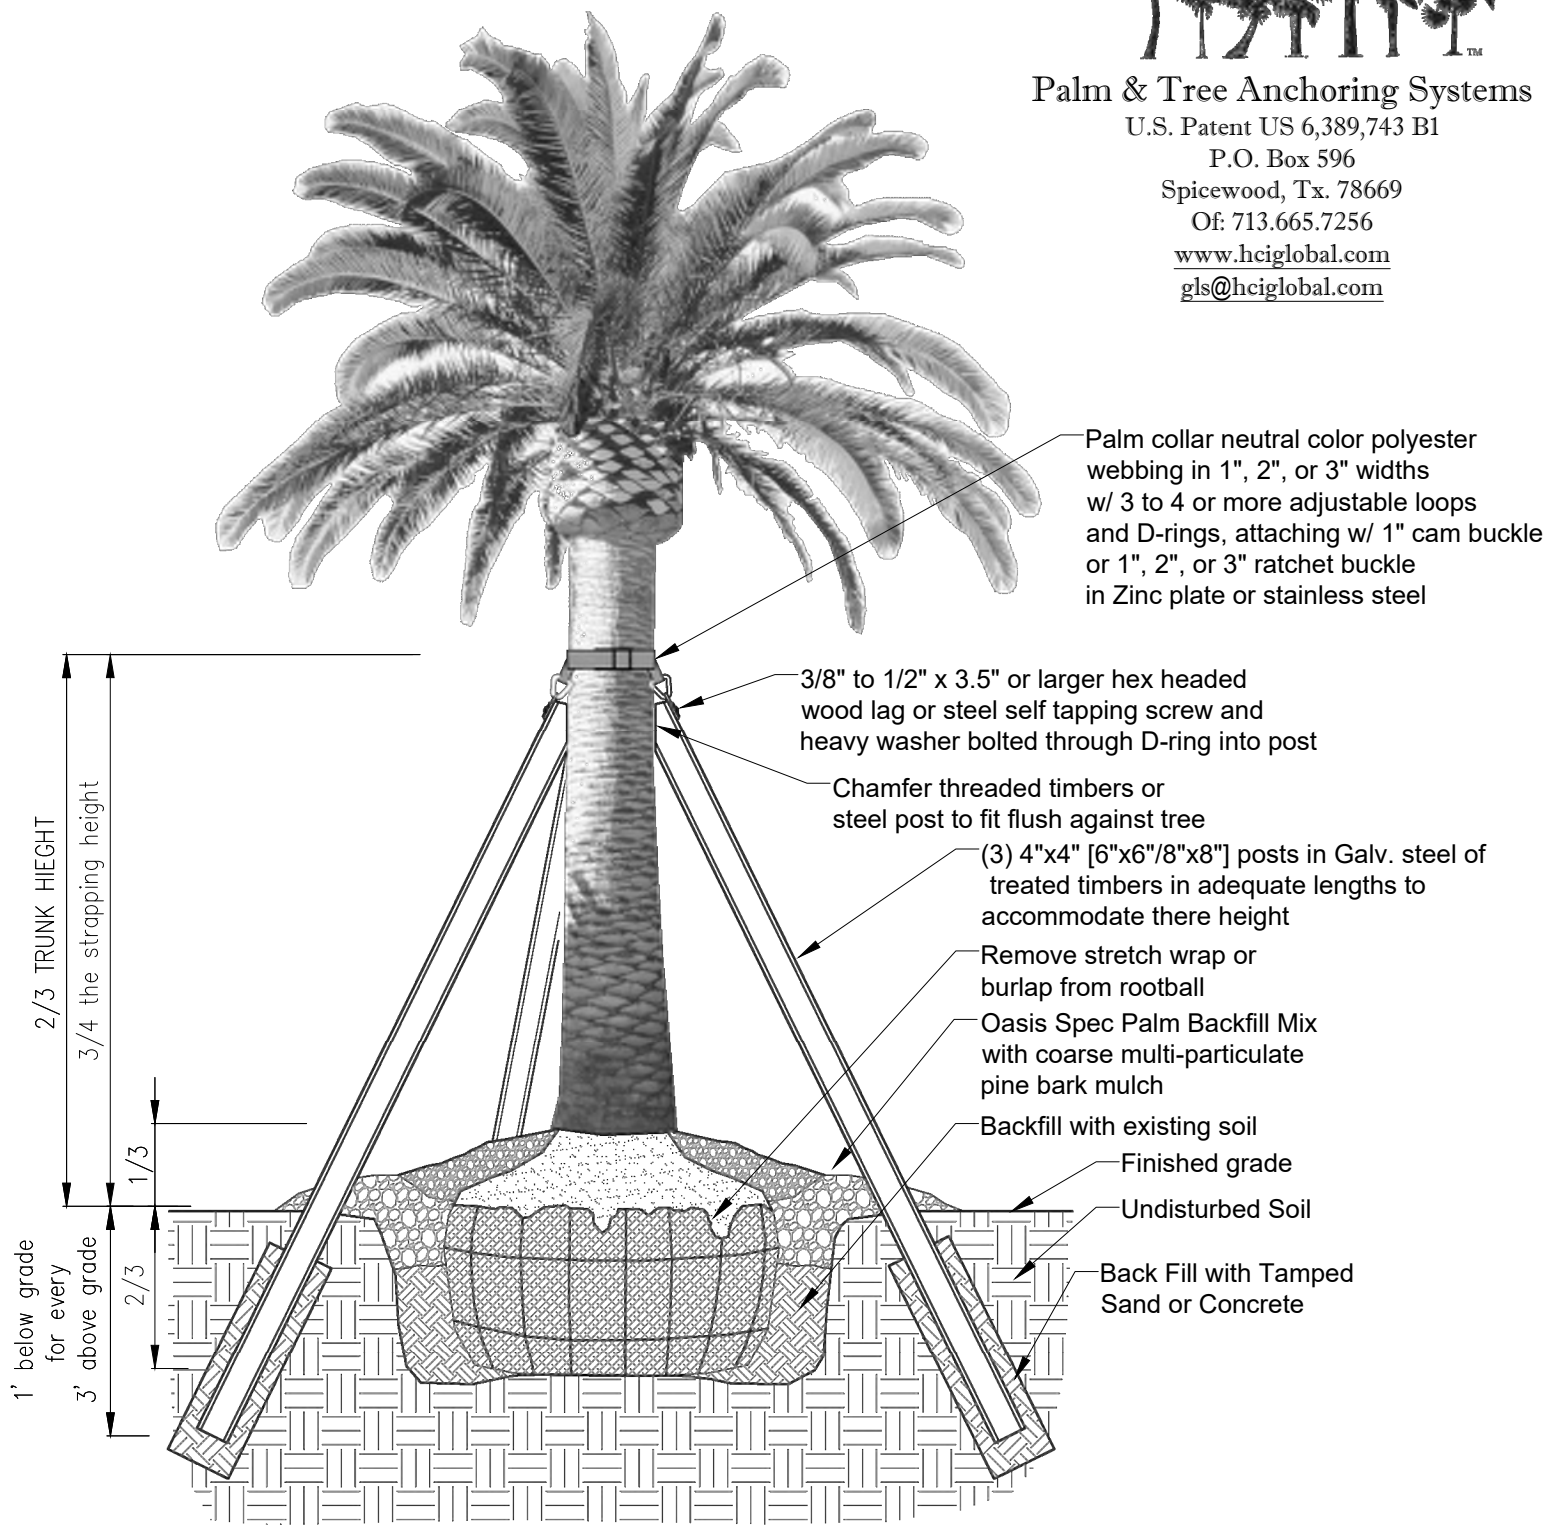 TM
Palm & Tree Anchoring Systems
U.S. Patent US 6,389,743 B1
P.O. Box 596
Spicewood, Tx. 78669
Of: 713.665.7256
www.hciglobal.com
gls@hciglobal.com
Palm collar neutral color polyester
webbing in 1", 2", or 3" widths
w/ 3 to 4 or more adjustable loops
and D-rings, attaching w/ 1" cam buckle
or 1", 2", or 3" ratchet buckle
in Zinc plate or stainless steel
3/8" to 1/2" x 3.5" or larger hex headed
wood lag or steel self tapping screw and
heavy washer bolted through D-ring into post
Chamfer threaded timbers or
steel post to fit flush against tree
(3) 4"x4" [6"x6"/8"x8"] posts in Galv. steel of
treated timbers in adequate lengths to
accommodate there height
Remove stretch wrap or
burlap from rootball
Oasis Spec Palm Backfill Mix
with coarse multi-particulate
pine bark mulch
Backfill with existing soil
Finished grade
Undisturbed Soil
Back Fill with Tamped
Sand or Concrete
2/3 TRUNK HIEGHT
3/4 the strapping height
1/3
2/3
1' below grade
for every
3' above grade